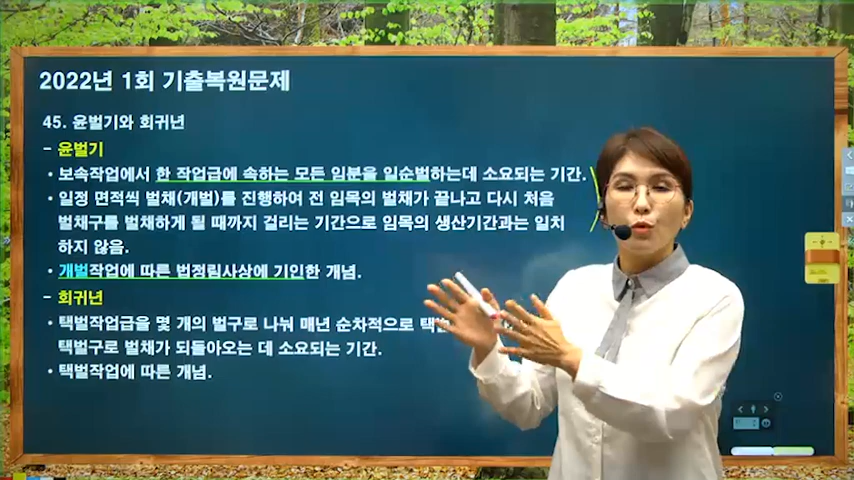 2022년 1회 기출복원문제
45. 윤벌기와 회귀년
- 윤벌기
• 보속작업에서 한 작업급에 속하는 모든 임분을 일순벌하는데 소요되는 기간.
• 일정 면적씩 벌채(개벌)를 진행하여 전 임목의 벌채가 끝나고 다시 처음
벌채구를 벌채하게 될 때까지 걸리는 기간으로 임목의 생산기간과는 일치
하지 않음.
• 개벌작업에 따른 법정림사상에 기인한 개념.
- 회귀년
• 택벌작업급을 몇 개의 벌구로 나눠 매년 순차적으로 택벌
택벌구로 벌채가 되돌아오는 데 소요되는 기간.
• 택벌작업에 따른 개념.